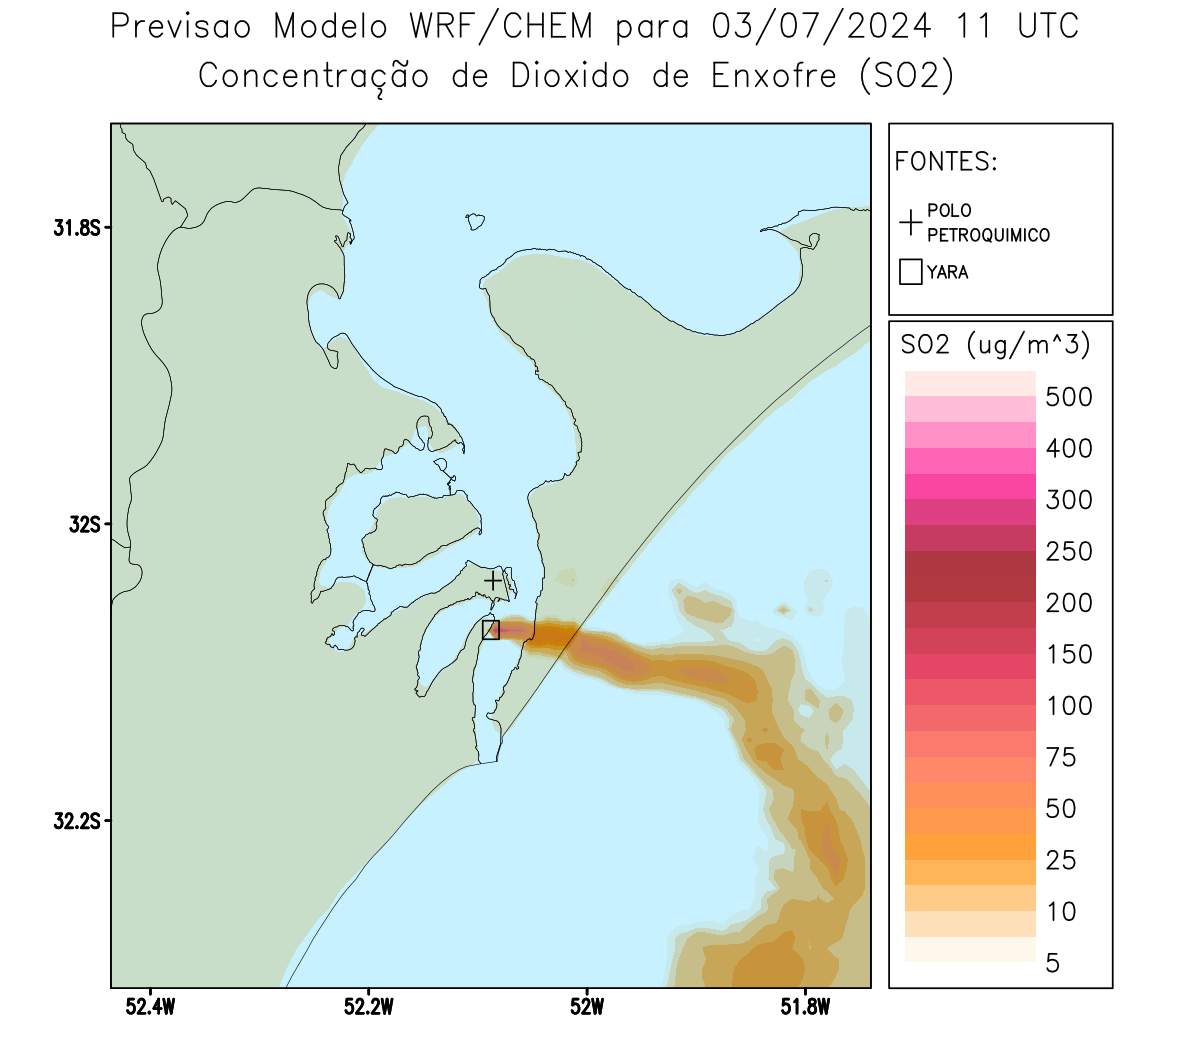 Previsao Modelo WRF/CHEM para 03/07/2024 11 UTC
Concentração de Dioxido de Enxofre (SO2)
FONTES:
POLO
PETROQUIMICO
YARA
31.8S
32S
32.2S
52.4W
52.2W
52W
51.8W
SO2 (ug/m^3)
500
400
300
250
200
150
100
75
50
25
10
5